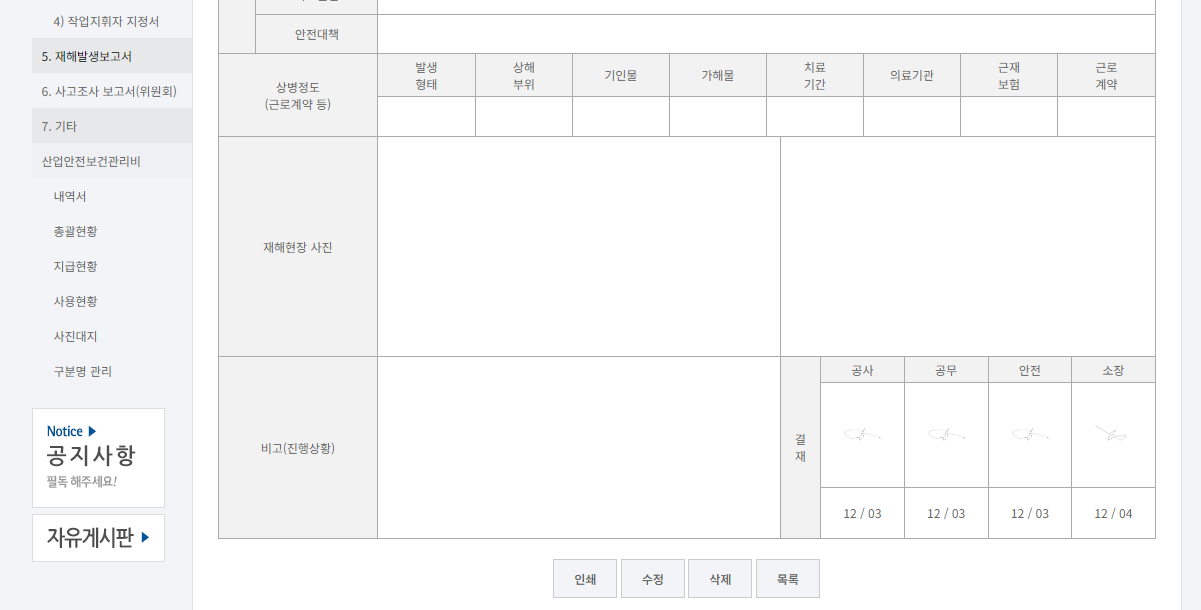 4) 작업지휘자 지정서
5. 재해발생보고서
6. 사고조사 보고서(위원회)
7. 기타
산업안전보건관리비
내역서
총괄현황
지급현황
사용현황
사진대지
구분명 관리
Notice
공지사항
필독 해주세요!
자유게시판
안전대책
상병정도
(근로계약 등)
발생
형태
상해
부위
기인물
가해물
치료
기간
의료기관
근재
보험
근로
계약
재해현장 사진
비고(진행상황)
결
재
공사 공무 안전 소장
12 / 03 12 / 03 12 / 03 12 / 04
인쇄 수정 삭제 목록